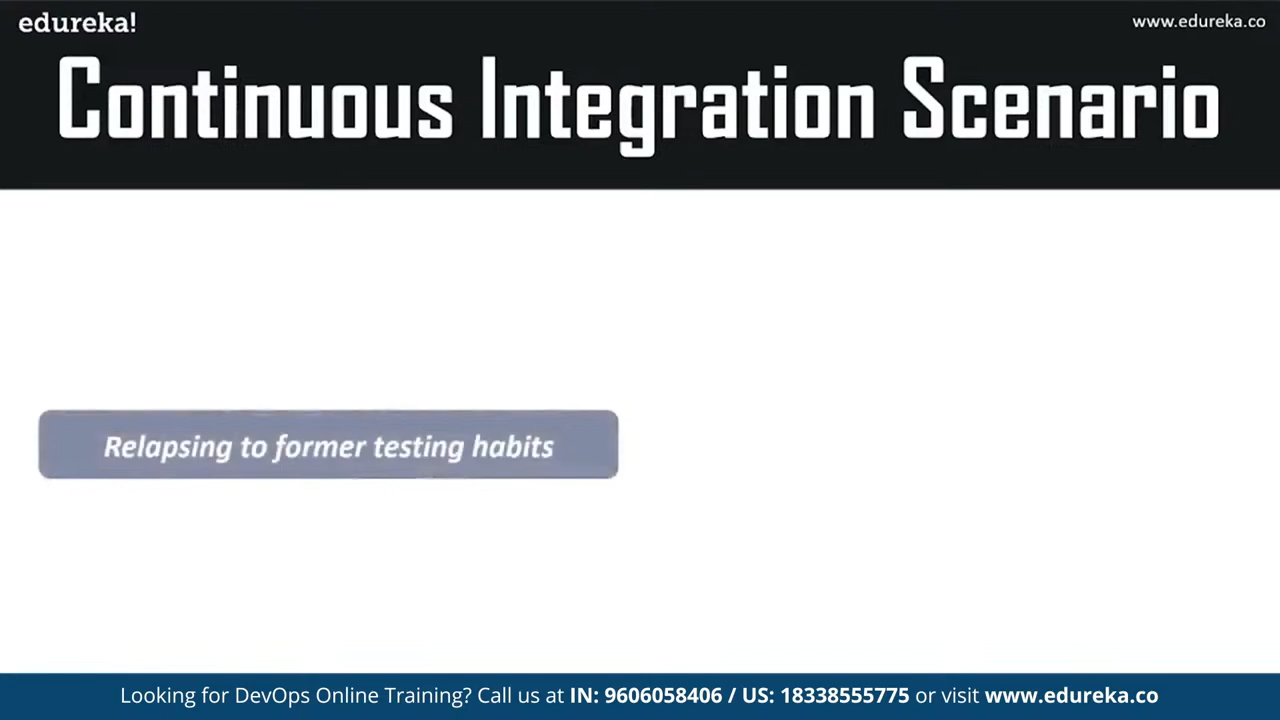 edureka!
www.edureka.co
Continuous Integration Scenario
Relapsing to former testing habits
Looking for DevOps Online Training? Call us at IN: 9606058406 / US: 18338555775 or visit www.edureka.co